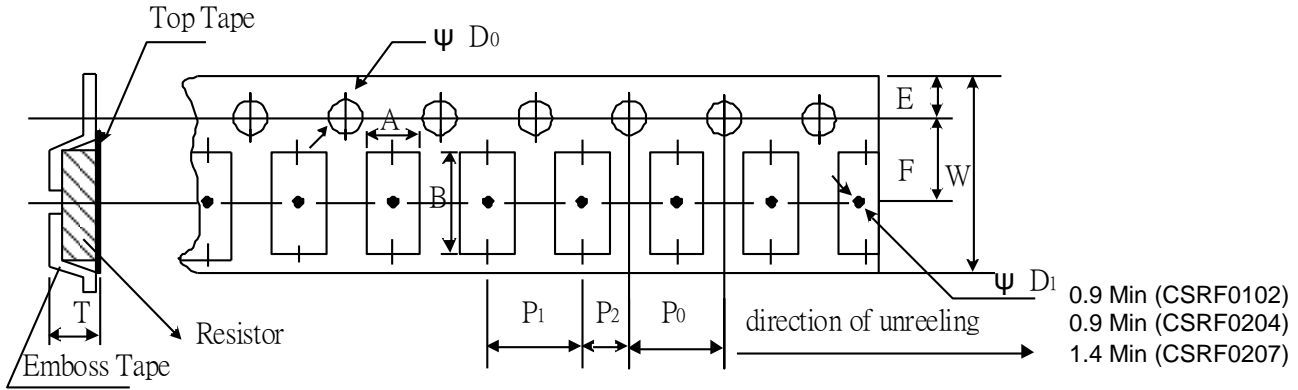 Top Tape
Ψ D0
E
A
F
W
B
Ψ D1
0.9 Min (CSRF0102)
T
P1
P2
P0
direction of unreeling
0.9 Min (CSRF0204)
Resistor
1.4 Min (CSRF0207)
Emboss Tape